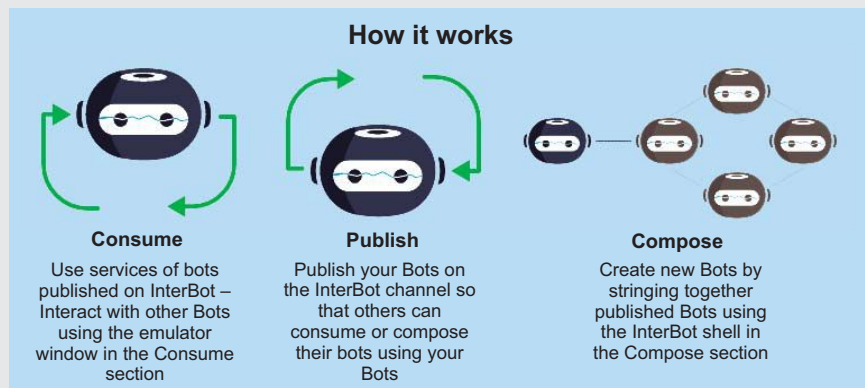 How it works
Consume
Use services of bots
published on InterBot –
Interact with other Bots
using the emulator
window in the Consume
section
Publish
Publish your Bots on
the InterBot channel so
that others can
consume or compose
their bots using your
Bots
Compose
Create new Bots by
stringing together
published Bots using
the InterBot shell in
the Compose section